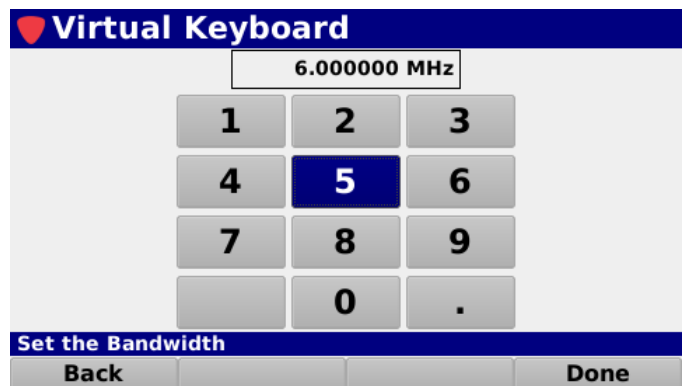 Virtual Keyboard
6.000000 MHz
1 2 3
4 5 6
7 8 9
0 .
Set the Bandwidth
Back Done